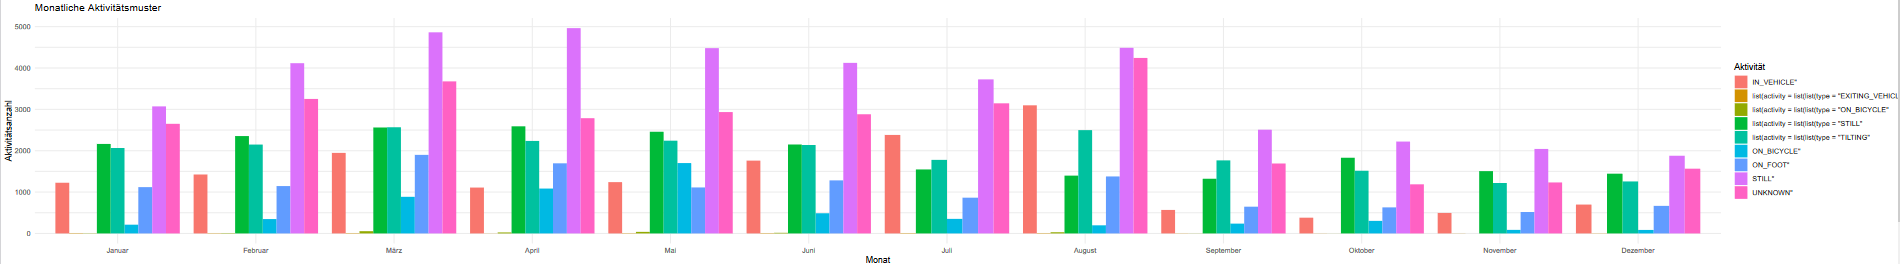 Monatliche Aktivitätsmuster
Aktivitätsanzahl
5000
4000
3000
2000
1000
0
Januar Februar März April Mai Juni Juli August September Oktober November Dezember
Monat
Aktivität
IN_VEHICLE"
list(activity = list(list(type = "EXITING_VEHICL
list(activity = list(list(type = "ON_BICYCLE"
list(activity = list(list(type = "STILL"
list(activity = list(list(type = "TILTING"
ON_BICYCLE"
ON_FOOT"
STILL"
UNKNOWN"